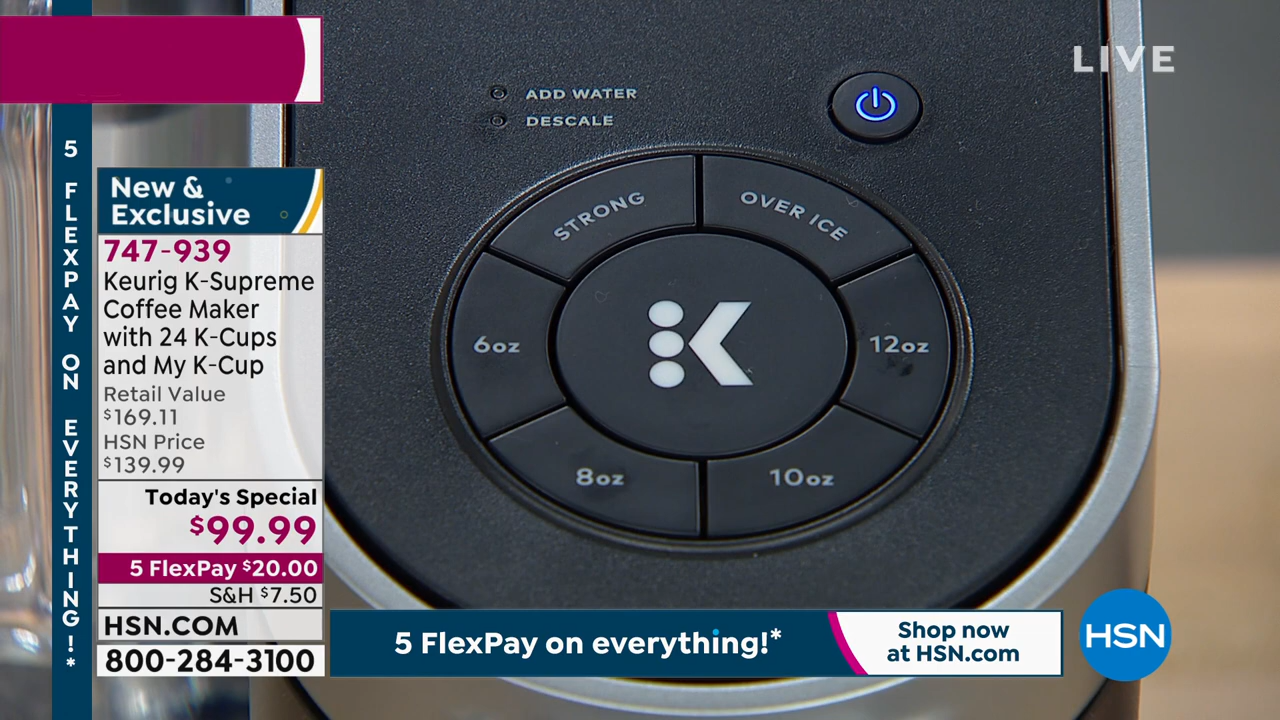 LIVE
ADD WATER
DESCALE
STRONG
OVER ICE
6oz
12oz
8oz
10oz
5 FLEXPAY ON EVERYTHING!*
New &
Exclusive
747-939
Keurig K-Supreme
Coffee Maker
with 24 K-Cups
and My K-Cup
Retail Value
$169.11
HSN Price
$139.99
Today's Special
$99.99
5 FlexPay $20.00
S&H $7.50
HSN.COM
800-284-3100
5 FlexPay on everything!*
Shop now
at HSN.com
HSN